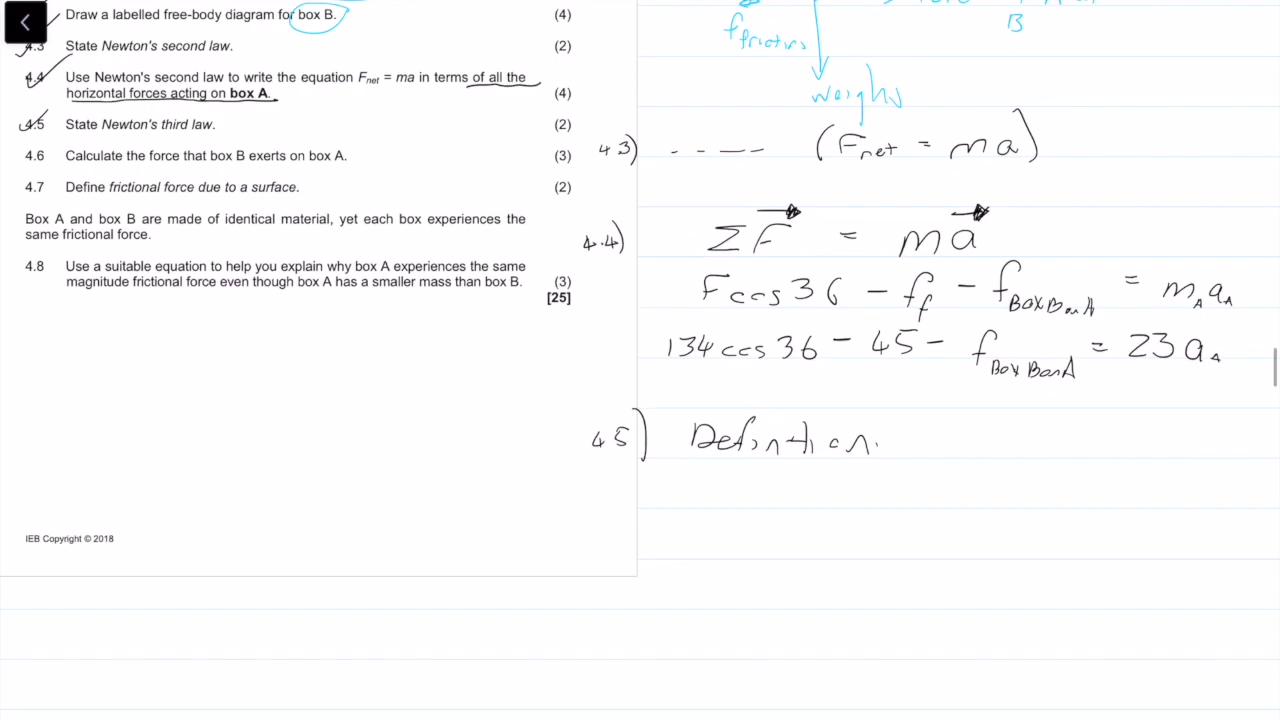 Draw a labelled free-body diagram for box B. (4)
4.3 State Newton's second law. (2)
4.4 Use Newton's second law to write the equation Fnet = ma in terms of all the
horizontal forces acting on box A. (4)
4.5 State Newton's third law. (2)
4.6 Calculate the force that box B exerts on box A. (3)
4.7 Define frictional force due to a surface. (2)
Box A and box B are made of identical material, yet each box experiences the
same frictional force.
4.8 Use a suitable equation to help you explain why box A experiences the same
magnitude frictional force even though box A has a smaller mass than box B. (3)
[25]
IEB Copyright © 2018
B
weight
43) ----- (Fnet = ma)
4.4) ΣF = ma
Fcos36 - ff - fBoxBonA = mAaA
134cos36 - 45 - fBoxBonA = 23aA
45) Definition.